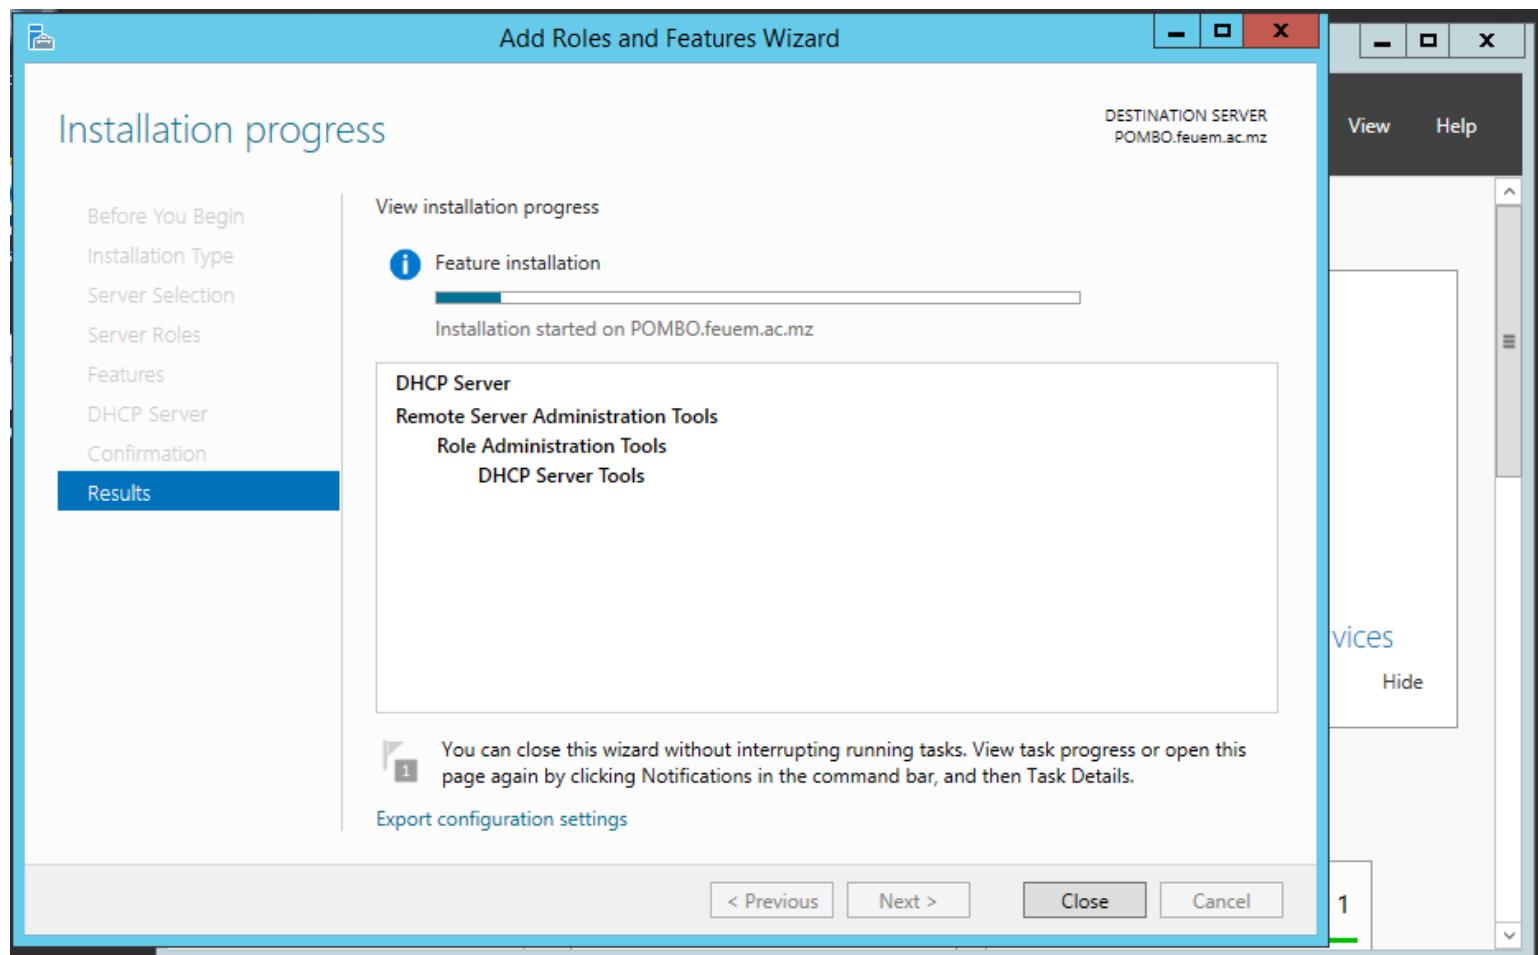 Add Roles and Features Wizard
Installation progress
DESTINATION SERVER
POMBO.feuem.ac.mz
View Help
Before You Begin
Installation Type
Server Selection
Server Roles
Features
DHCP Server
Confirmation
Results
View installation progress
Feature installation
Installation started on POMBO.feuem.ac.mz
DHCP Server
Remote Server Administration Tools
Role Administration Tools
DHCP Server Tools
vices
Hide
1
You can close this wizard without interrupting running tasks. View task progress or open this
page again by clicking Notifications in the command bar, and then Task Details.
Export configuration settings
< Previous Next > Close Cancel
1